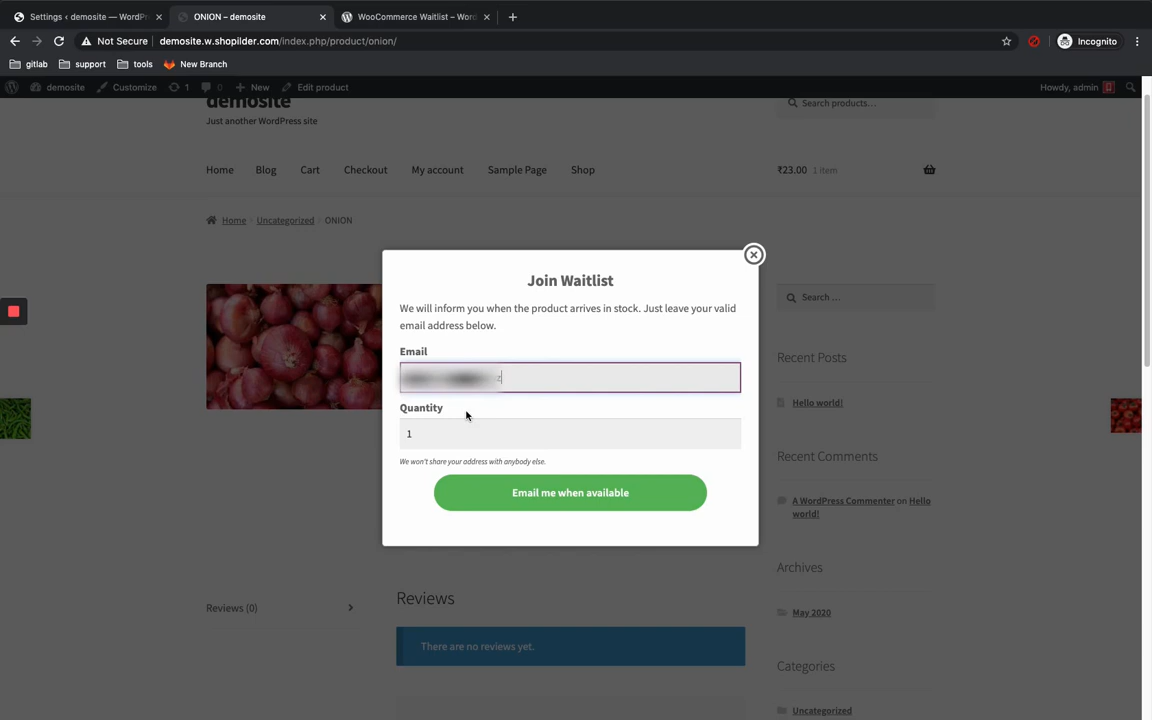 Settings ‹ demosite — WordPr
ONION – demosite
WooCommerce Waitlist – Word
Not Secure
demosite.w.shopilder.com/index.php/product/onion/
Incognito
gitlab
support
tools
New Branch
demosite
Customize
1
0
New
Edit product
Howdy, admin
demosite
Search products…
Just another WordPress site
Home
Blog
Cart
Checkout
My account
Sample Page
Shop
₹23.00 1 item
Home
Uncategorized
ONION
Join Waitlist
We will inform you when the product arrives in stock. Just leave your valid
email address below.
Email
Quantity
1
We won't share your address with anybody else.
Email me when available
Search …
Recent Posts
Hello world!
Recent Comments
A WordPress Commenter on Hello
world!
Archives
May 2020
Categories
Uncategorized
Reviews (0)
Reviews
There are no reviews yet.